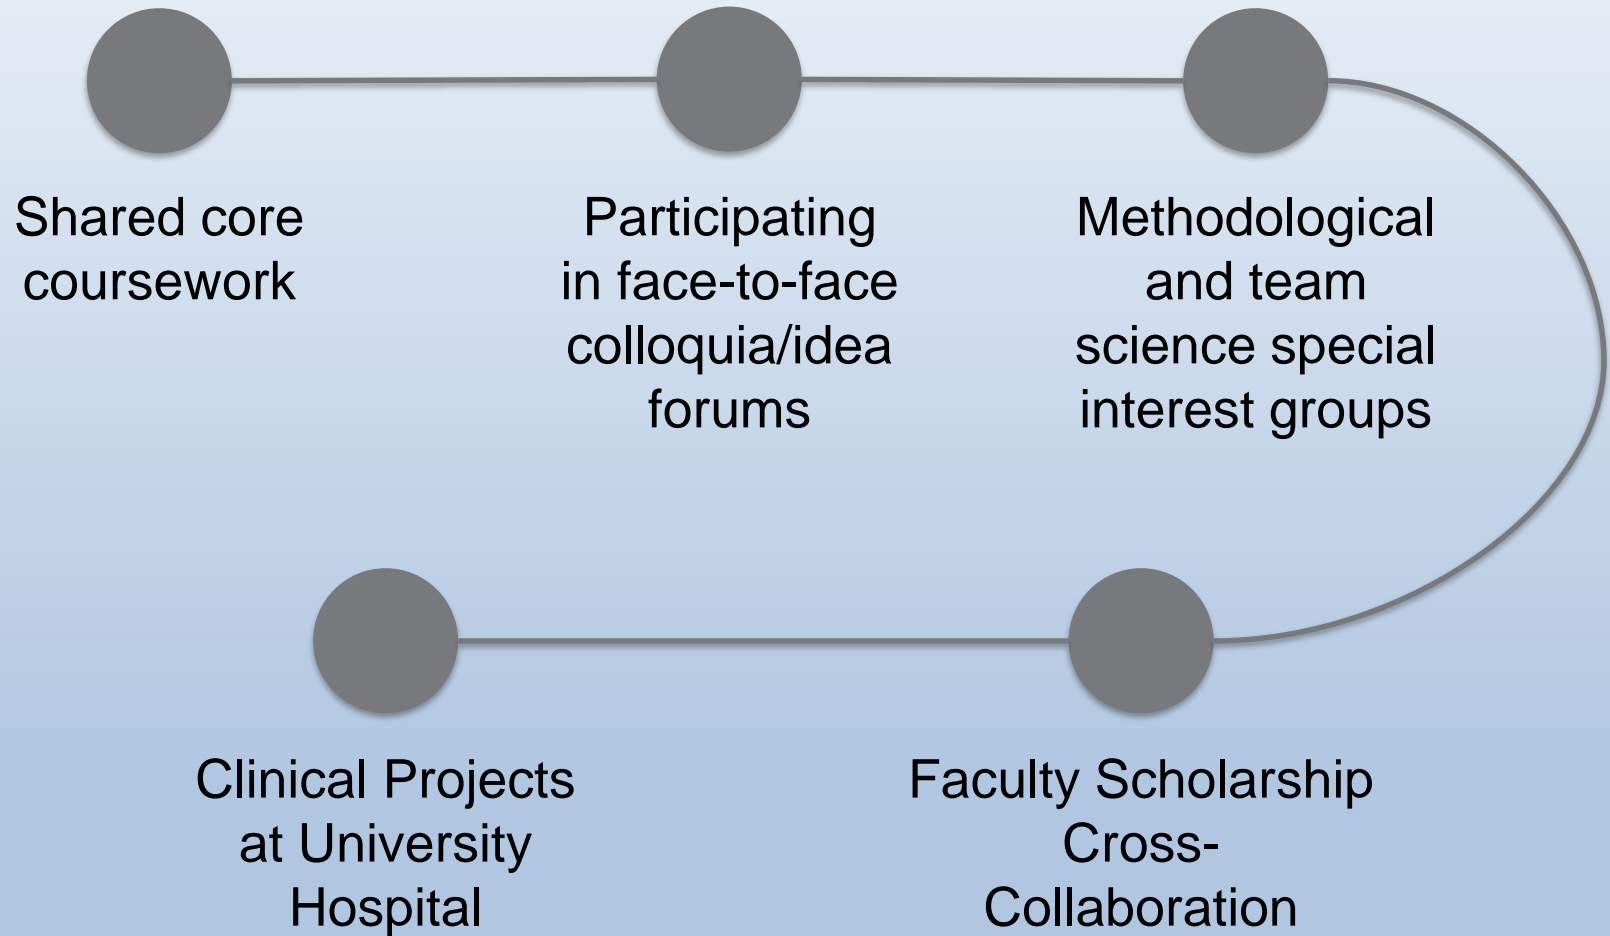 Shared core
coursework
Participating
in face-to-face
colloquia/idea
forums
Methodological
and team
science special
interest groups
Clinical Projects
at University
Hospital
Faculty Scholarship
Cross-
Collaboration